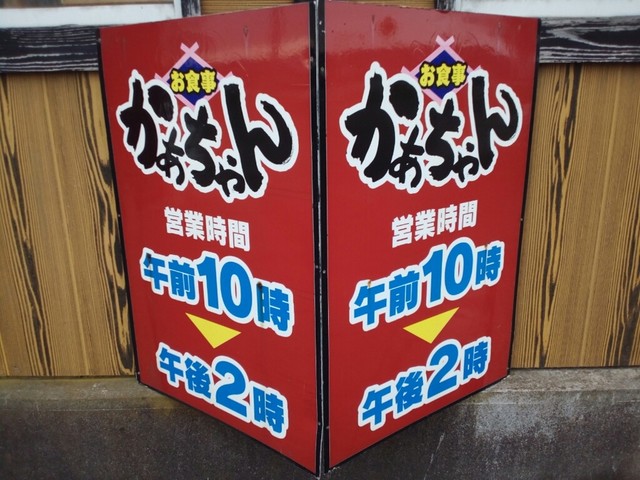 お食事
かあちゃん
営業時間
午前10時
午後2時
お食事
かあちゃん
営業時間
午前10時
午後2時